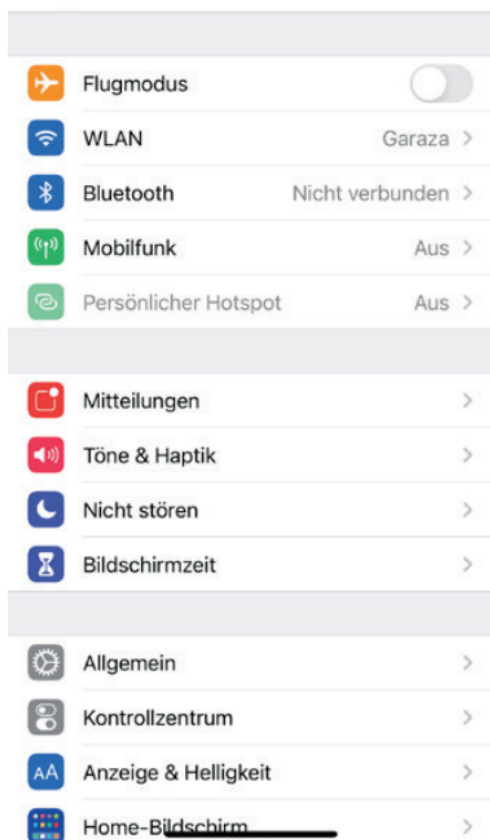 Flugmodus
WLAN Garaza
Bluetooth Nicht verbunden
Mobilfunk Aus
Persönlicher Hotspot Aus
Mitteilungen
Töne & Haptik
Nicht stören
Bildschirmzeit
Allgemein
Kontrollzentrum
AA Anzeige & Helligkeit
Home-Bildschirm